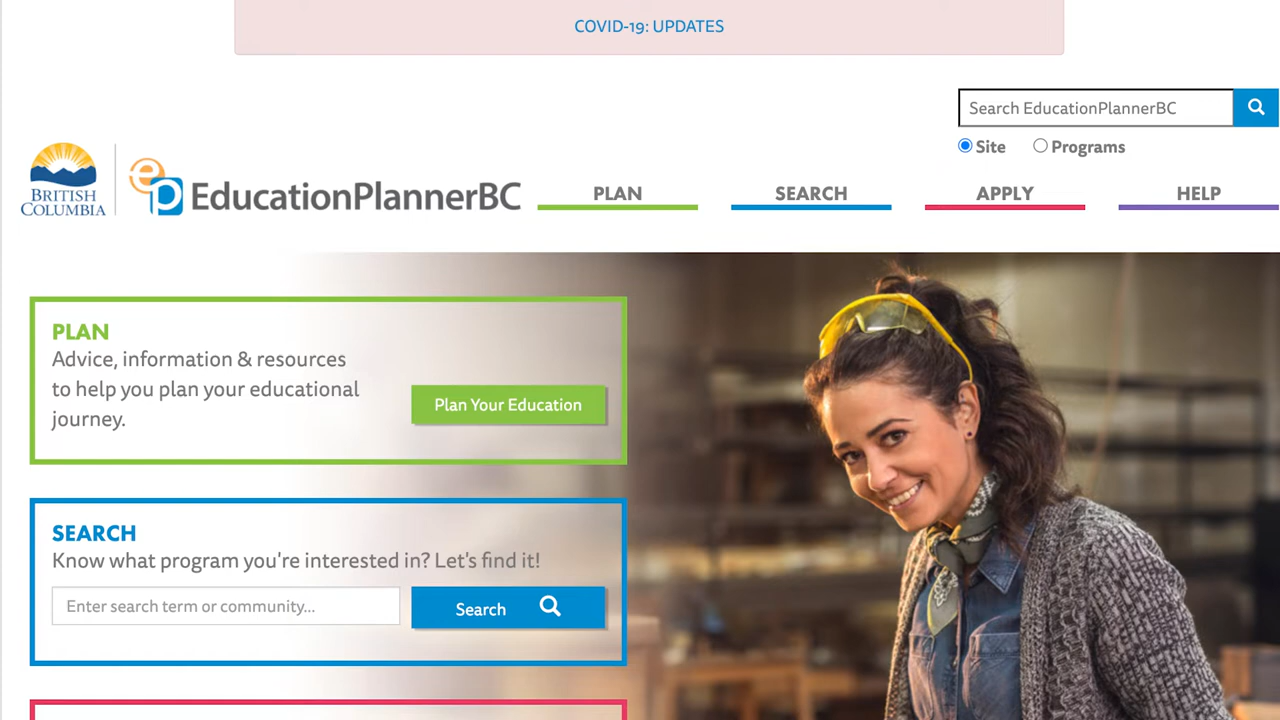 COVID-19: UPDATES
Search EducationPlannerBC
Site
Programs
BRITISH
COLUMBIA
ep
EducationPlannerBC
PLAN
SEARCH
APPLY
HELP
PLAN
Advice, information & resources
to help you plan your educational
journey.
Plan Your Education
SEARCH
Know what program you're interested in? Let's find it!
Enter search term or community...
Search